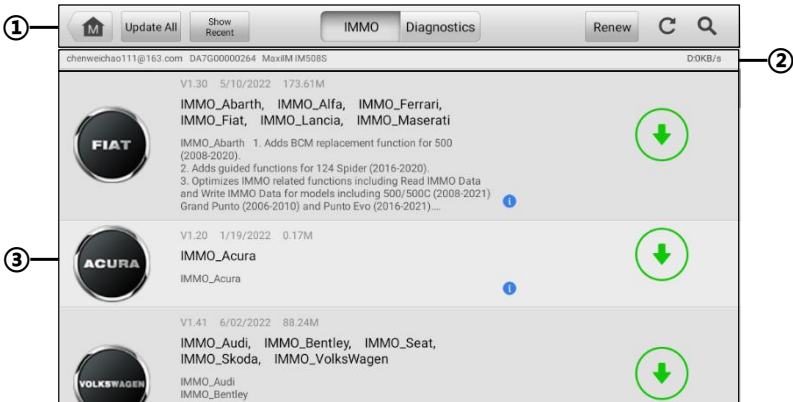 ①
M
Update All
Show
Recent
IMMO
Diagnostics
Renew
②
chenweichao111@163.com DA7G00000264 MaxiIM IM508S
D:0KB/s
V1.30 5/10/2022 173.61M
FIAT
IMMO_Abarth, IMMO_Alfa, IMMO_Ferrari,
IMMO_Fiat, IMMO_Lancia, IMMO_Maserati
IMMO_Abarth 1. Adds BCM replacement function for 500
(2008-2020).
2. Adds guided functions for 124 Spider (2016-2020).
3. Optimizes IMMO related functions including Read IMMO Data
and Write IMMO Data for models including 500/500C (2008-2021)
Grand Punto (2006-2010) and Punto Evo (2016-2021)....
i
③
V1.20 1/19/2022 0.17M
ACURA
IMMO_Acura
IMMO_Acura
i
V1.41 6/02/2022 88.24M
VOLKSWAGEN
IMMO_Audi, IMMO_Bentley, IMMO_Seat,
IMMO_Skoda, IMMO_VolksWagen
IMMO_Audi
IMMO_Bentley